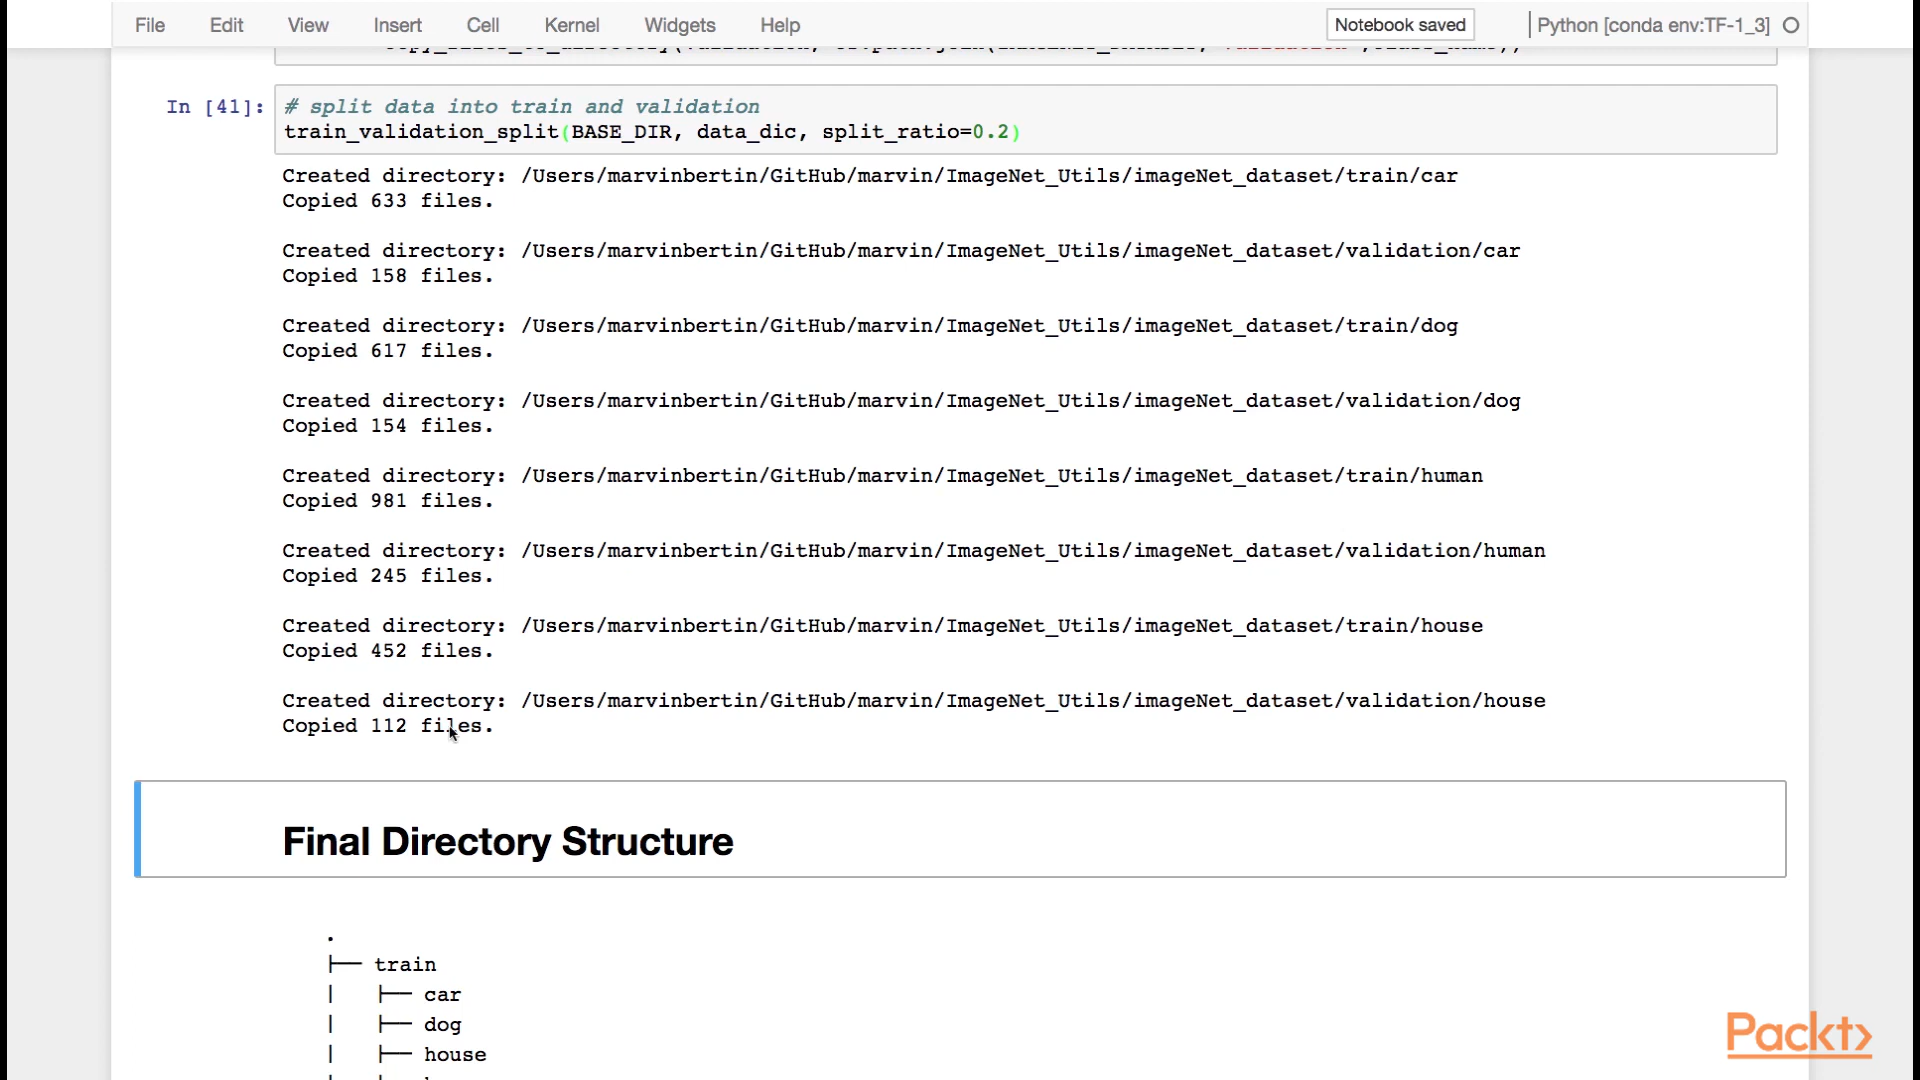 File Edit View Insert Cell Kernel Widgets Help Notebook saved Python [conda env:TF-1_3]
In [41]: # split data into train and validation
train_validation_split(BASE_DIR, data_dic, split_ratio=0.2)
Created directory: /Users/marvinbertin/GitHub/marvin/ImageNet_Utils/imageNet_dataset/train/car
Copied 633 files.
Created directory: /Users/marvinbertin/GitHub/marvin/ImageNet_Utils/imageNet_dataset/validation/car
Copied 158 files.
Created directory: /Users/marvinbertin/GitHub/marvin/ImageNet_Utils/imageNet_dataset/train/dog
Copied 617 files.
Created directory: /Users/marvinbertin/GitHub/marvin/ImageNet_Utils/imageNet_dataset/validation/dog
Copied 154 files.
Created directory: /Users/marvinbertin/GitHub/marvin/ImageNet_Utils/imageNet_dataset/train/human
Copied 981 files.
Created directory: /Users/marvinbertin/GitHub/marvin/ImageNet_Utils/imageNet_dataset/validation/human
Copied 245 files.
Created directory: /Users/marvinbertin/GitHub/marvin/ImageNet_Utils/imageNet_dataset/train/house
Copied 452 files.
Created directory: /Users/marvinbertin/GitHub/marvin/ImageNet_Utils/imageNet_dataset/validation/house
Copied 112 files.
Final Directory Structure
.
├── train
│   ├── car
│   ├── dog
│   ├── house
Packt>